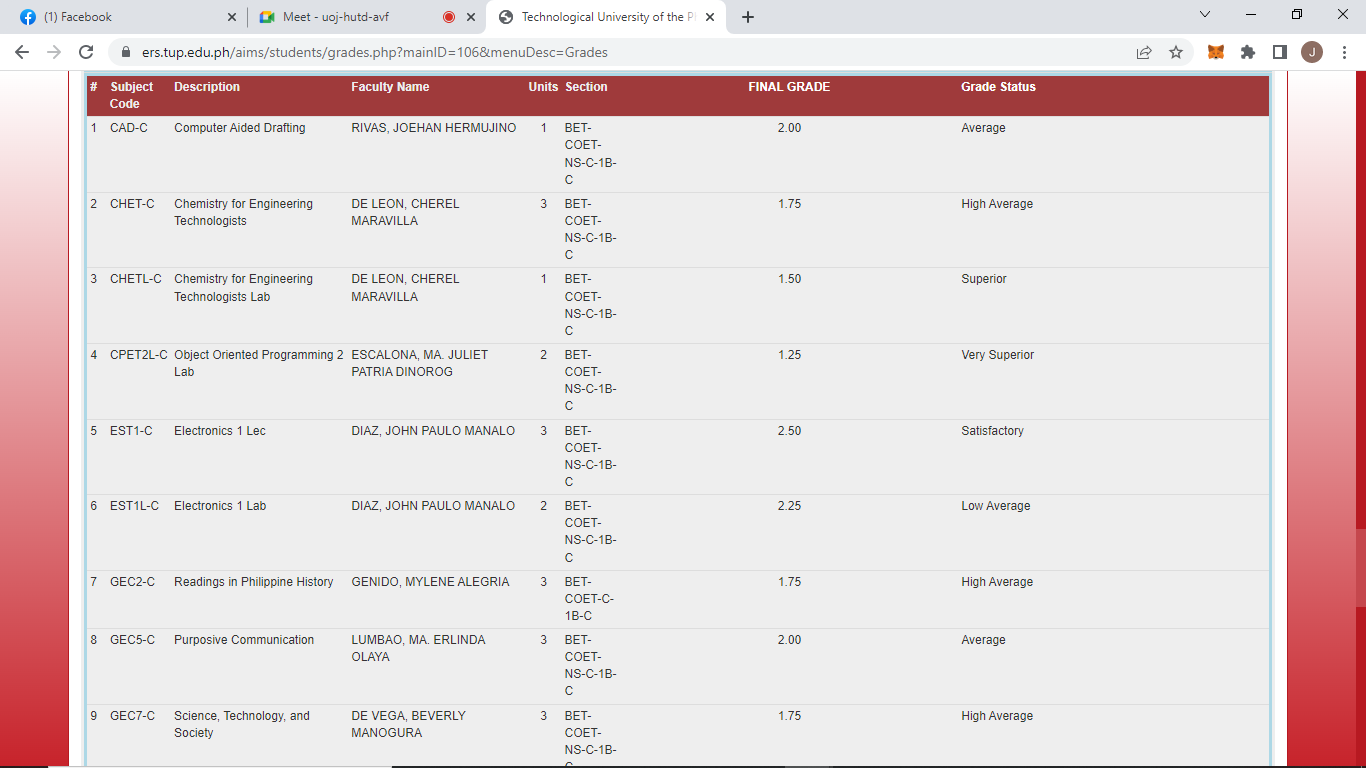 (1) Facebook
Meet - uoj-hutd-avf
Technological University of the P
ers.tup.edu.ph/aims/students/grades.php?mainID=106&menuDesc=Grades
J
# Subject Code Description Faculty Name Units Section FINAL GRADE Grade Status
1 CAD-C Computer Aided Drafting RIVAS, JOEHAN HERMUJINO 1 BET- 2.00 Average
COET-
NS-C-1B-
C
2 CHET-C Chemistry for Engineering DE LEON, CHEREL 3 BET- 1.75 High Average
Technologists MARAVILLA COET-
NS-C-1B-
C
3 CHETL-C Chemistry for Engineering DE LEON, CHEREL 1 BET- 1.50 Superior
Technologists Lab MARAVILLA COET-
NS-C-1B-
C
4 CPET2L-C Object Oriented Programming 2 ESCALONA, MA. JULIET 2 BET- 1.25 Very Superior
Lab PATRIA DINOROG COET-
NS-C-1B-
C
5 EST1-C Electronics 1 Lec DIAZ, JOHN PAULO MANALO 3 BET- 2.50 Satisfactory
COET-
NS-C-1B-
C
6 EST1L-C Electronics 1 Lab DIAZ, JOHN PAULO MANALO 2 BET- 2.25 Low Average
COET-
NS-C-1B-
C
7 GEC2-C Readings in Philippine History GENIDO, MYLENE ALEGRIA 3 BET- 1.75 High Average
COET-C-
1B-C
8 GEC5-C Purposive Communication LUMBAO, MA. ERLINDA 3 BET- 2.00 Average
OLAYA COET-
NS-C-1B-
C
9 GEC7-C Science, Technology, and DE VEGA, BEVERLY 3 BET- 1.75 High Average
Society MANOGURA COET-
NS-C-1B-